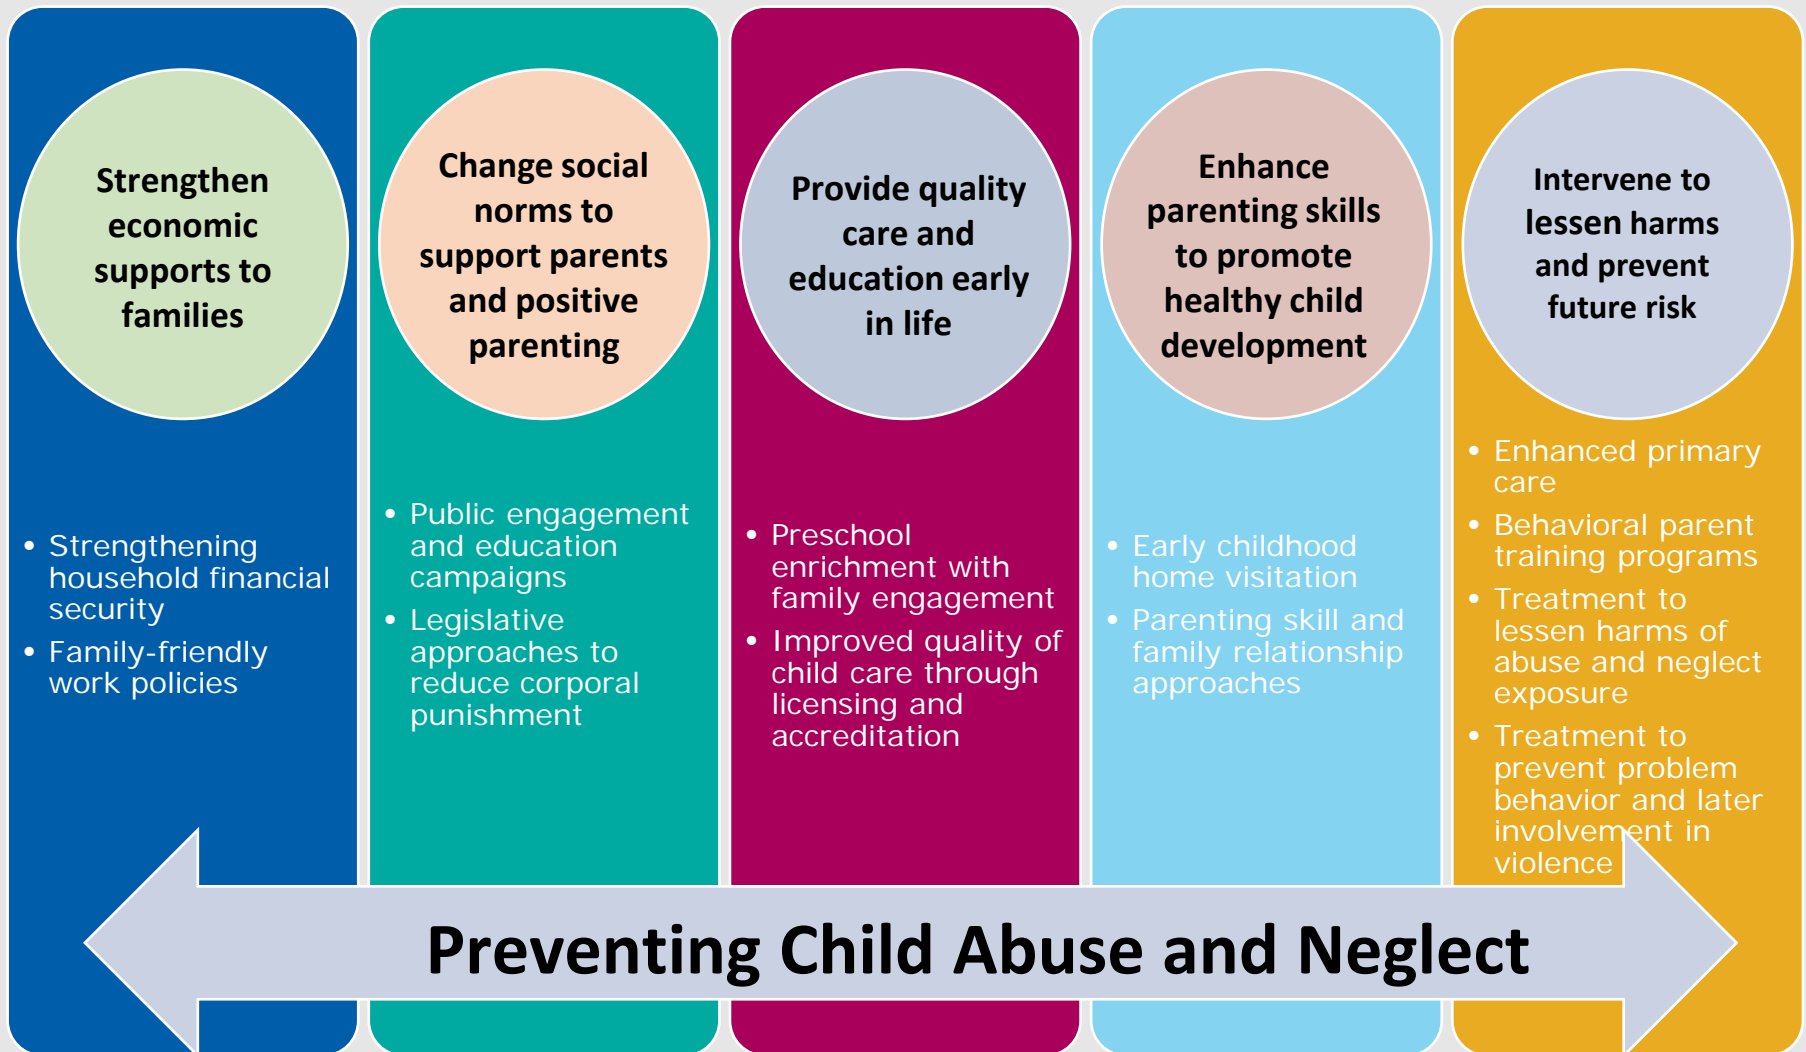 Strengthen
economic
supports to
families
• Strengthening
household financial
security
• Family-friendly
work policies
Change social
norms to
support parents
and positive
parenting
• Public engagement
and education
campaigns
• Legislative
approaches to
reduce corporal
punishment
Provide quality
care and
education early
in life
• Preschool
enrichment with
family engagement
• Improved quality of
child care through
licensing and
accreditation
Enhance
parenting skills
to promote
healthy child
development
• Early childhood
home visitation
• Parenting skill and
family relationship
approaches
Intervene to
lessen harms
and prevent
future risk
• Enhanced primary
care
• Behavioral parent
training programs
• Treatment to
lessen harms of
abuse and neglect
exposure
• Treatment to
prevent problem
behavior and later
involvement in
violence
Preventing Child Abuse and Neglect